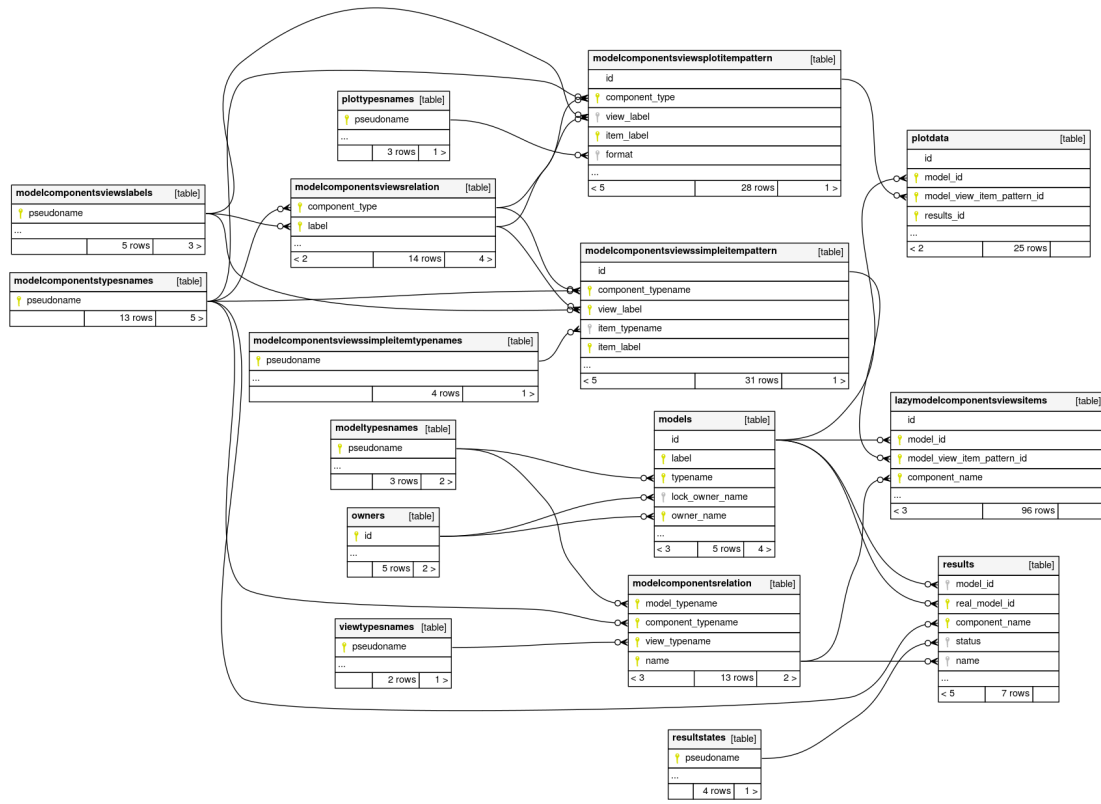 modelcomponentsviewsplotitempattern [table]
id
component_type
view_label
item_label
format
...
< 5 28 rows 1 >
plottypesnames [table]
pseudoname
...
3 rows 1 >
plotdata [table]
id
model_id
model_view_item_pattern_id
results_id
...
< 2 25 rows
modelcomponentsviewslabels [table]
pseudoname
...
5 rows 3 >
modelcomponentsviewsrelation [table]
component_type
label
...
< 2 14 rows 4 >
modelcomponentstypesnames [table]
pseudoname
13 rows 5 >
modelcomponentsviewssimpleitempattern [table]
id
component_typename
view_label
item_typename
item_label
...
< 5 31 rows 1 >
modelcomponentsviewssimpleitemtypenames [table]
pseudoname
...
4 rows 1 >
lazymodelcomponentsviewsitems [table]
id
model_id
model_view_item_pattern_id
component_name
...
< 3 96 rows
modeltypesnames [table]
pseudoname
...
3 rows 2 >
models [table]
id
label
typename
lock_owner_name
owner_name
...
< 3 5 rows 4 >
owners [table]
id
...
5 rows 2 >
results [table]
model_id
real_model_id
component_name
status
name
...
< 5 7 rows
modelcomponentsrelation [table]
model_typename
component_typename
view_typename
name
< 3 13 rows 2 >
viewtypesnames [table]
pseudoname
...
2 rows 1 >
resultstates [table]
pseudoname
...
4 rows 1 >